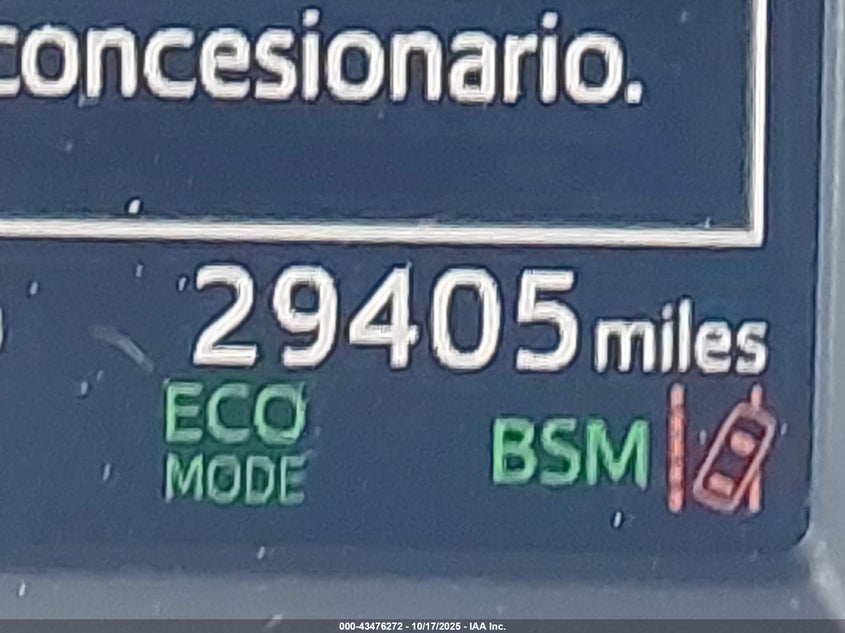 concesionario.
29405 miles
ECO
MODE
BSM
000-43476272 - 10/17/2025 - IAA Inc.